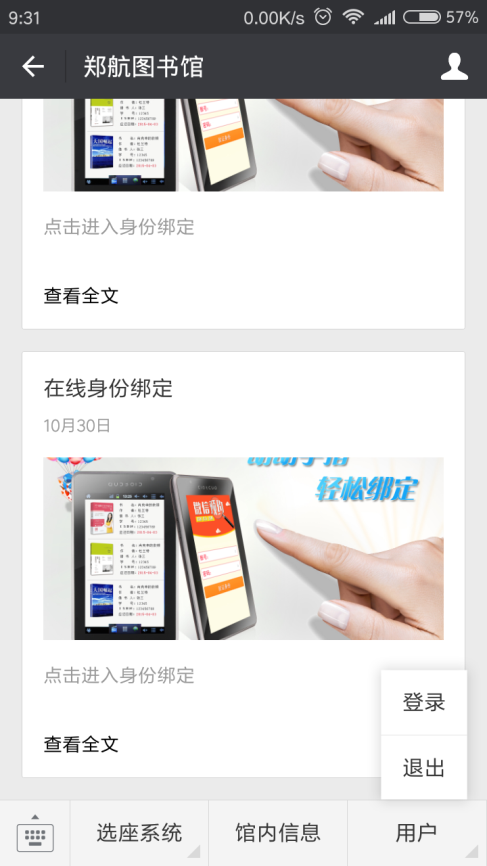 9:31 0.00K/s 57%
郑航图书馆
点击进入身份绑定
查看全文
在线身份绑定
10月30日
轻松绑定
点击进入身份绑定
查看全文
登录
退出
选座系统 馆内信息 用户